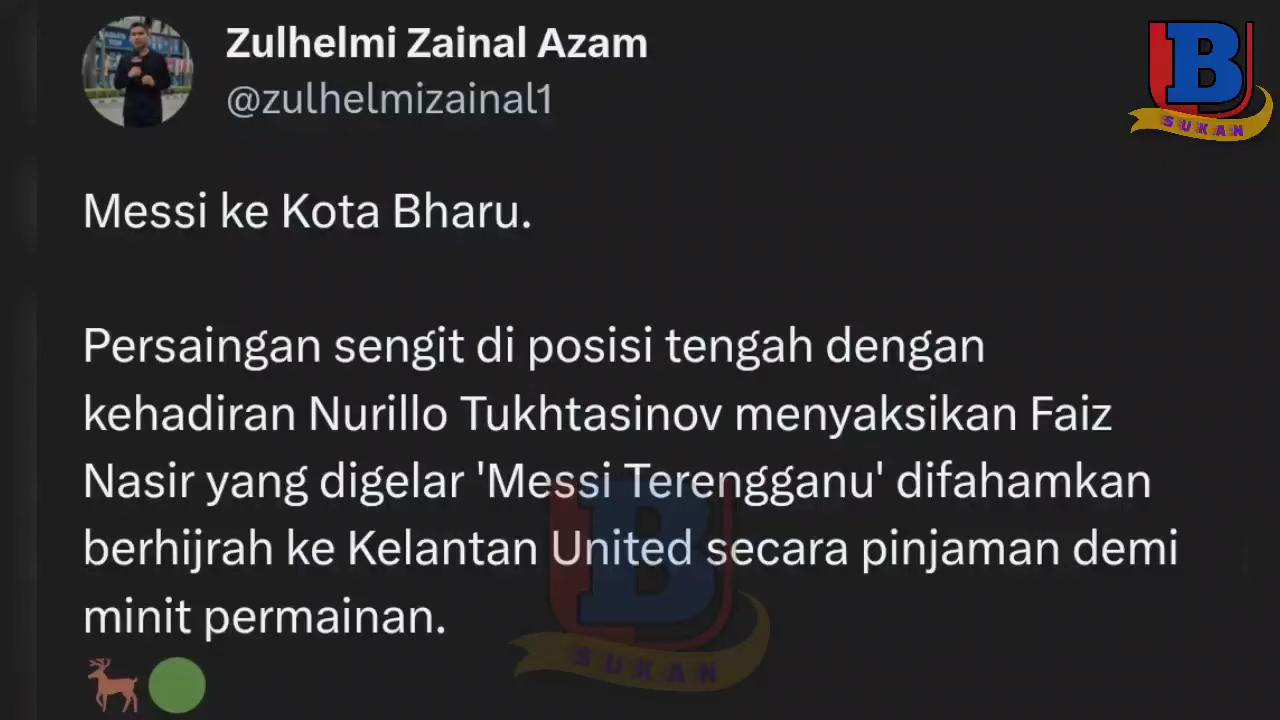 Zulhelmi Zainal Azam
@zulhelmizainal1
B
SUKAN
Messi ke Kota Bharu.
Persaingan sengit di posisi tengah dengan
kehadiran Nurillo Tukhtasinov menyaksikan Faiz
Nasir yang digelar 'Messi Terengganu' difahamkan
berhijrah ke Kelantan United secara pinjaman demi
minit permainan.
B
SUKAN